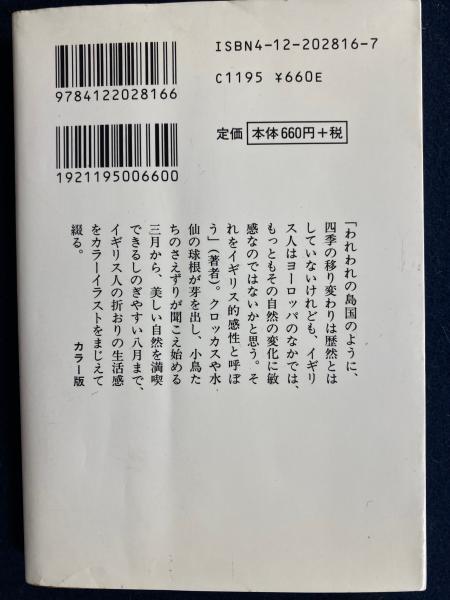 9784122028166
ISBN4-12-202816-7
C1195 ¥660E
1921195006600
定価 本体660円+税
「われわれの島国のように、
四季の移り変わりは歴然とは
していないけれども、イギリ
ス人はヨーロッパのなかでは、
もっともその自然の変化に敏
感なのではないかと思う。そ
れをイギリス的感性と呼ぼ
う」(著者)。クロッカスや水
仙の球根が芽を出し、小鳥た
ちのさえずりが聞こえ始める
三月から、美しい自然を満喫
できるしのぎやすい八月まで、
イギリス人の折おりの生活感
をカラーイラストをまじえて
綴る。
カラー版